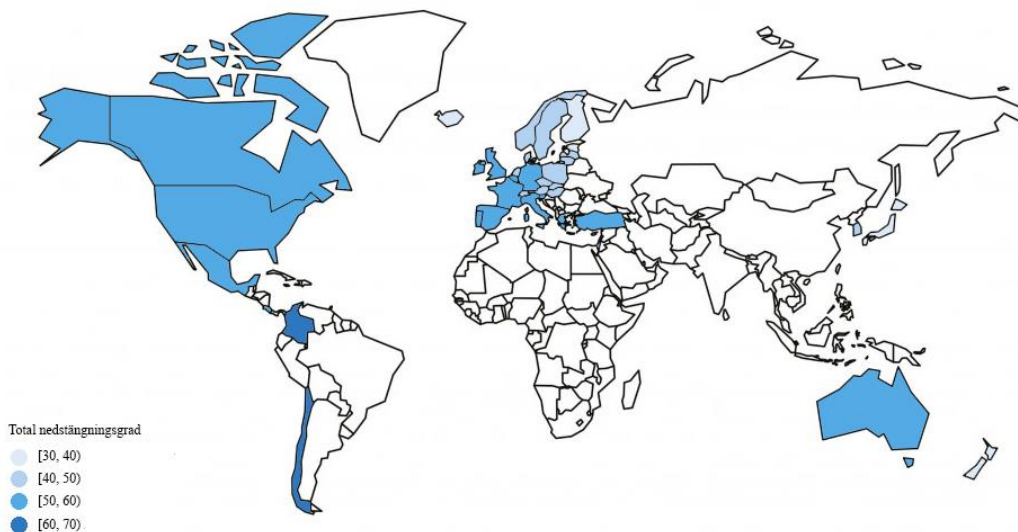 Total nedstängningsgrad
[30, 40)
[40, 50)
[50, 60)
[60, 70)